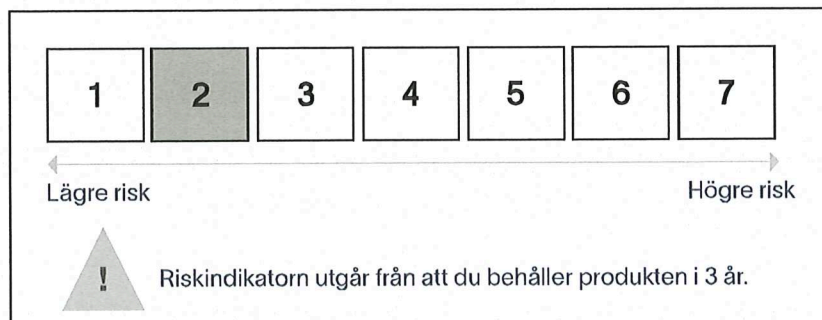 1 2 3 4 5 6 7
Lägre risk Högre risk
! Riskindikatorn utgår från att du behåller produkten i 3 år.